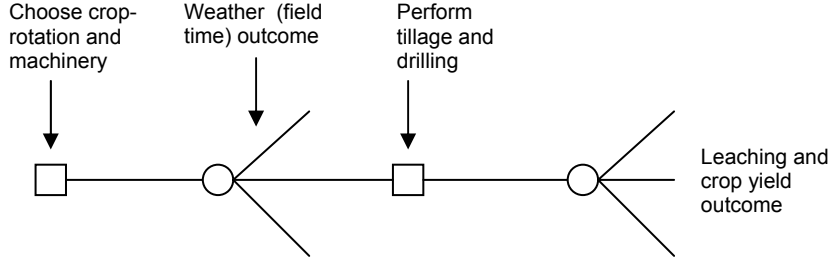 Choose crop-
rotation and
machinery
Weather (field
time) outcome
Perform
tillage and
drilling
Leaching and
crop yield
outcome